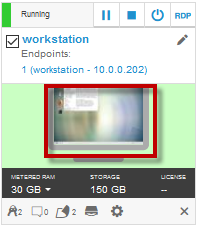 Running
RDP
workstation
Endpoints:
1 (workstation - 10.0.0.202)
METERED RAM STORAGE LICENSE
30 GB 150 GB --
2 0 2